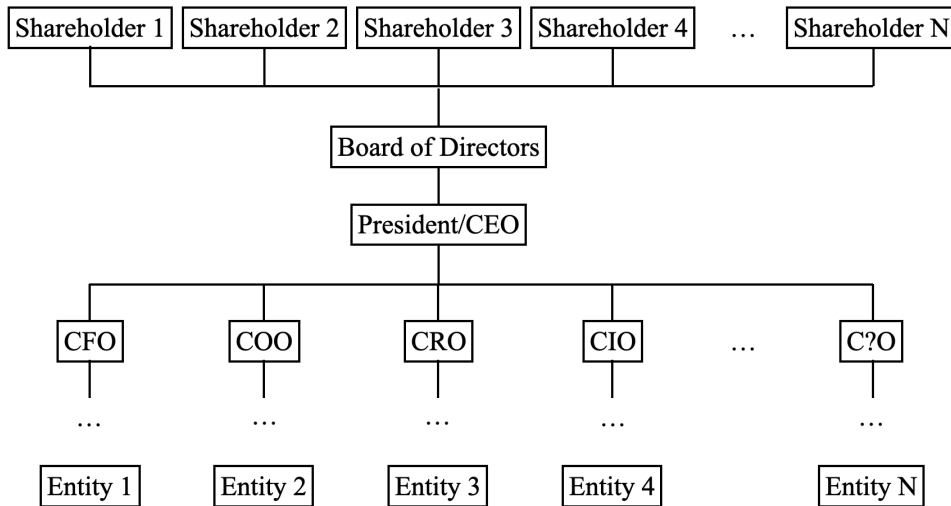 Shareholder 1 Shareholder 2 Shareholder 3 Shareholder 4 … Shareholder N
Board of Directors
President/CEO
CFO COO CRO CIO … C?O
… … … … …
Entity 1 Entity 2 Entity 3 Entity 4 Entity N